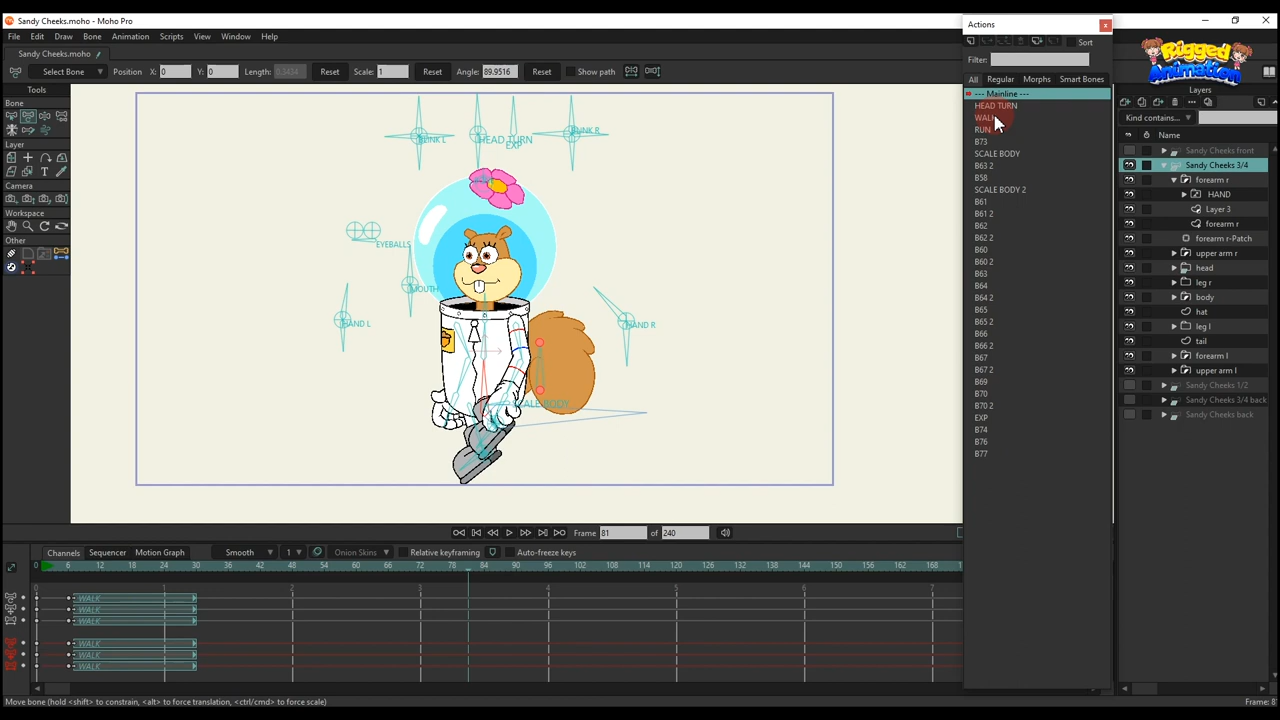 Sandy Cheeks.moho - Moho Pro
File Edit Draw Bone Animation Scripts View Window Help
Sandy Cheeks.moho
Select Bone Position X: 0 Y: 0 Length: 0.3434 Reset Scale: 1 Reset Angle: 89.9516 Reset Show path
Tools
Bone
Layer
Camera
Workspace
Other
BLINK L
HEAD TURN
EXP
BLINK R
EYEBALLS
MOUTH
HAND L
HAND R
SCALE BODY
Actions
Sort
Filter:
All Regular Morphs Smart Bones
--- Mainline ---
HEAD TURN
WALK
RUN
B73
SCALE BODY
B63 2
B58
SCALE BODY 2
B61
B61 2
B62
B62 2
B60
B60 2
B63
B64
B64 2
B65
B65 2
B66
B66 2
B67
B67 2
B69
B70
B70 2
EXP
B74
B76
B77
Rigged
Animation
Layers
Kind contains...
Name
Sandy Cheeks front
Sandy Cheeks 3/4
forearm r
HAND
Layer 3
forearm r
forearm r-Patch
upper arm r
head
leg r
body
hat
leg l
tail
forearm l
upper arm l
Sandy Cheeks 1/2
Sandy Cheeks 3/4 back
Sandy Cheeks back
Frame 81 of 240
Channels Sequencer Motion Graph Smooth 1 Onion Skins Relative keyframing Auto-freeze keys
0 6 12 18 24 30 36 42 48 54 60 66 72 78 84 90 96 102 108 114 120 126 132 138 144 150 156 162 168
0 1 2 3 4 5 6 7
WALK
WALK
WALK
WALK
WALK
WALK
Move bone (hold <shift> to constrain, <alt> to force translation, <ctrl/cmd> to force scale)
Frame: 8